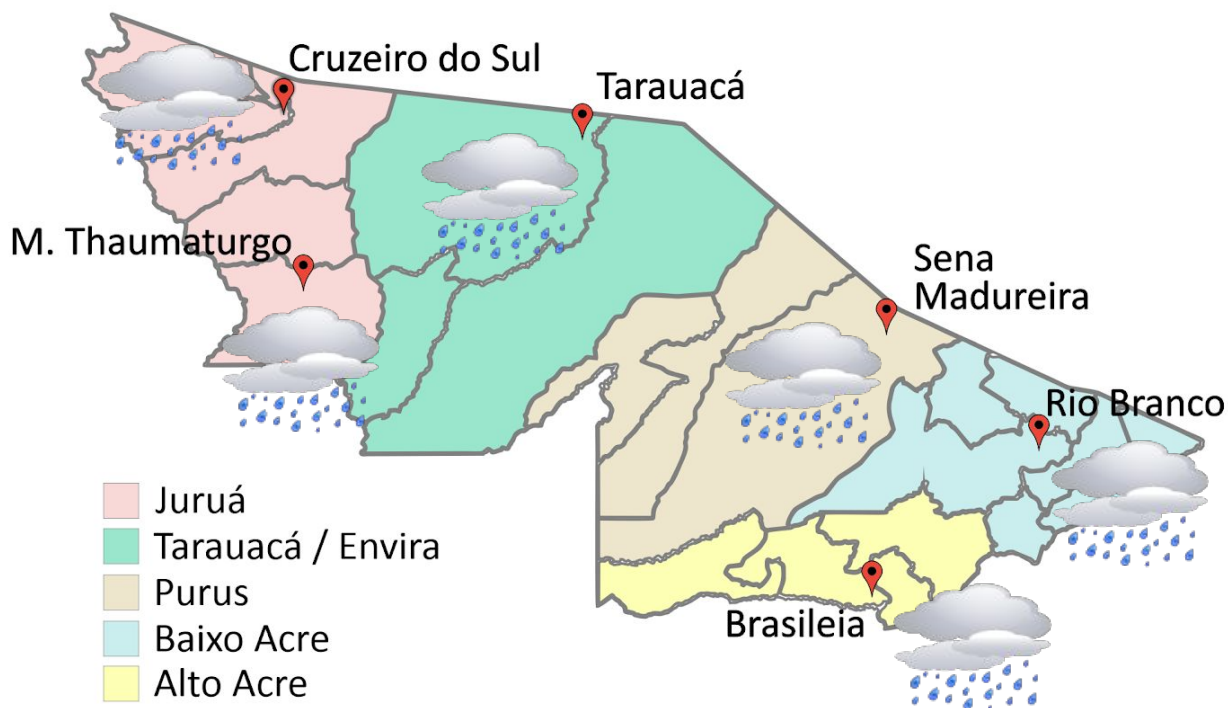 Cruzeiro do Sul
Tarauacá
M. Thaumaturgo
Sena
Madureira
Rio Branco
Brasileia
Juruá
Tarauacá / Envira
Purus
Baixo Acre
Alto Acre